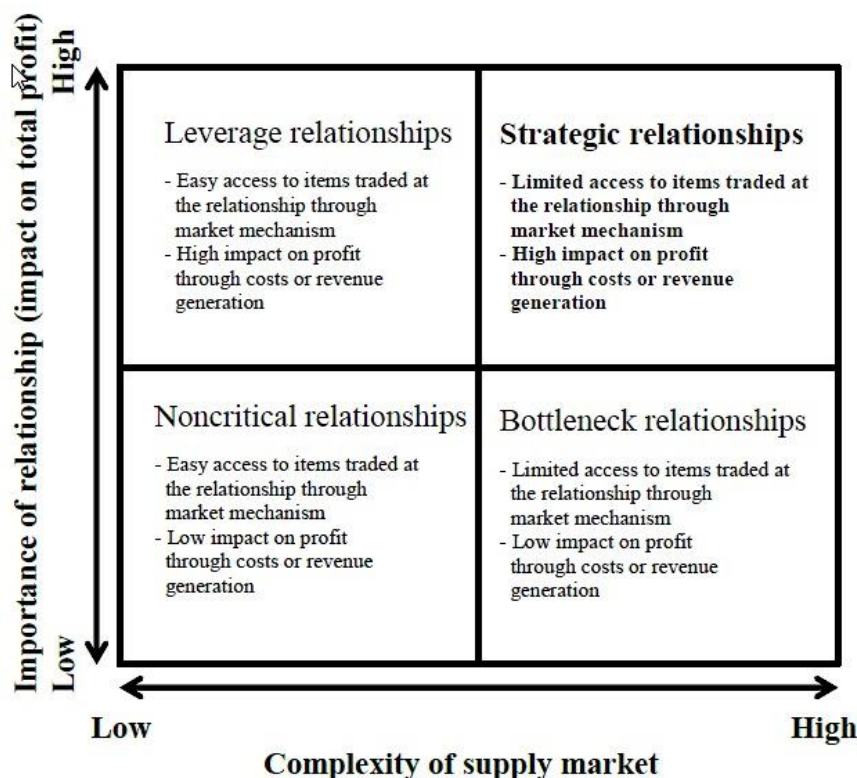 Importance of relationship (impact on total profit)
High
Low
Leverage relationships
- Easy access to items traded at
the relationship through
market mechanism
- High impact on profit
through costs or revenue
generation
Strategic relationships
- Limited access to items traded at
the relationship through
market mechanism
- High impact on profit
through costs or revenue
generation
Noncritical relationships
- Easy access to items traded at
the relationship through
market mechanism
- Low impact on profit
through costs or revenue
generation
Bottleneck relationships
- Limited access to items traded at
the relationship through
market mechanism
- Low impact on profit
through costs or revenue
generation
Low
High
Complexity of supply market